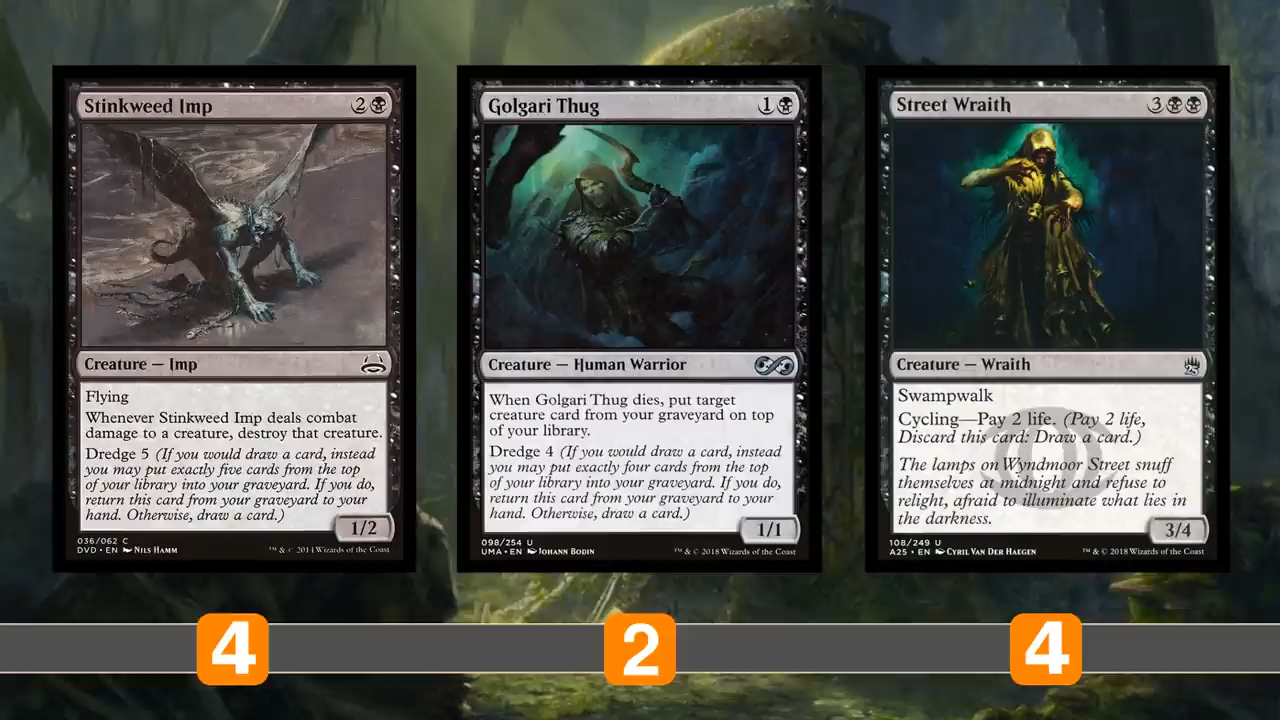 Stinkweed Imp 2
Creature — Imp
Flying
Whenever Stinkweed Imp deals combat
damage to a creature, destroy that creature.
Dredge 5 (If you would draw a card, instead
you may put exactly five cards from the top
of your library into your graveyard. If you do,
return this card from your graveyard to your
hand. Otherwise, draw a card.)
1/2
036/062 C
DVD • EN Nils Hamm
™ & © 2014 Wizards of the Coast
4
Golgari Thug 1
Creature — Human Warrior
When Golgari Thug dies, put target
creature card from your graveyard on top
of your library.
Dredge 4 (If you would draw a card, instead
you may put exactly four cards from the top
of your library into your graveyard. If you do,
return this card from your graveyard to your
hand. Otherwise, draw a card.)
1/1
098/254 U
UMA • EN Johann Bodin
™ & © 2018 Wizards of the Coast
2
Street Wraith 3
Creature — Wraith
25
Swampwalk
Cycling—Pay 2 life. (Pay 2 life,
Discard this card: Draw a card.)
The lamps on Wyndmoor Street snuff
themselves at midnight and refuse to
relight, afraid to illuminate what lies in
the darkness.
3/4
108/249 U
A25 • EN Cyril Van Der Haegen
™ & © 2018 Wizards of the Coast
4